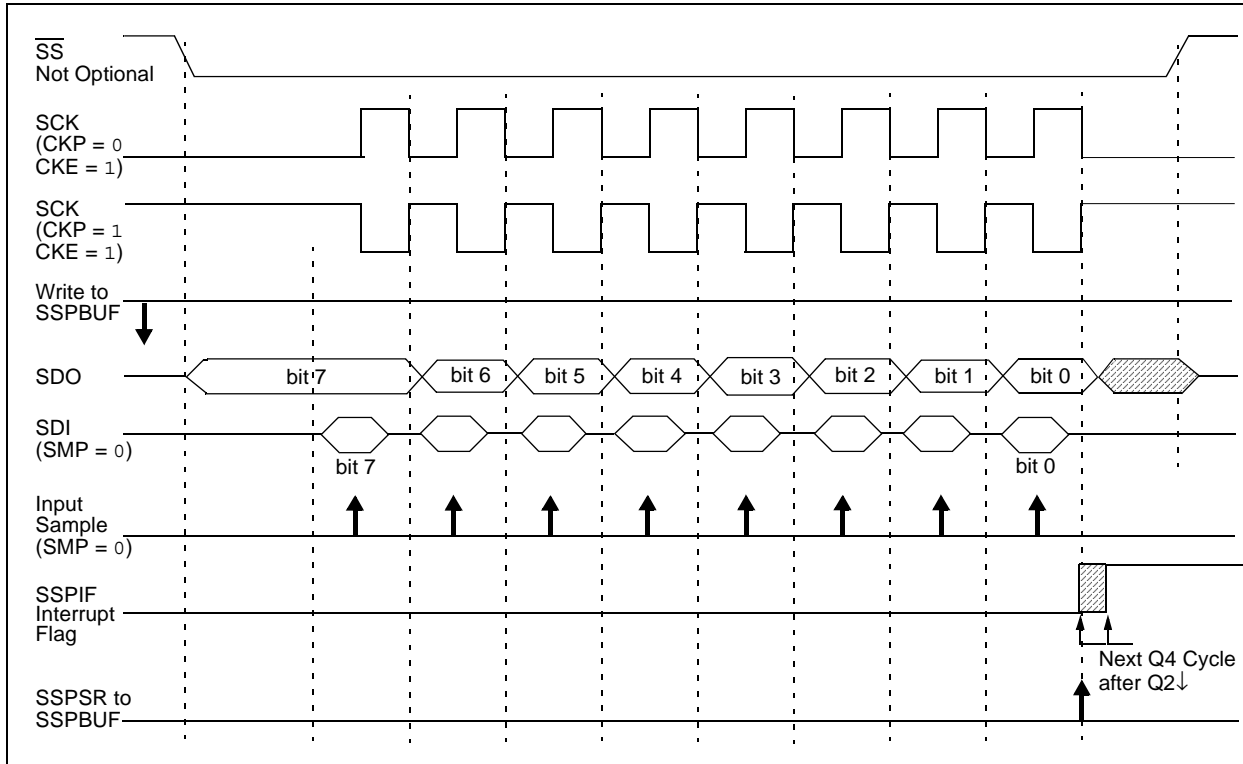 SS
Not Optional
SCK
(CKP = 0
CKE = 1)
SCK
(CKP = 1
CKE = 1)
Write to
SSPBUF
SDO
bit 7 bit 6 bit 5 bit 4 bit 3 bit 2 bit 1 bit 0
SDI
(SMP = 0)
bit 7 bit 0
Input
Sample
(SMP = 0)
SSPIF
Interrupt
Flag
Next Q4 Cycle
after Q2↓
SSPSR to
SSPBUF